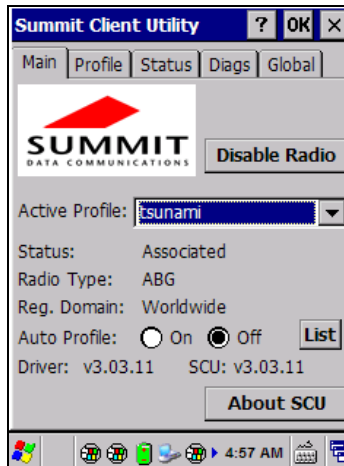 Summit Client Utility ? OK ×
Main Profile Status Diags Global
SUMMIT
DATA COMMUNICATIONS
Disable Radio
Active Profile: tsunami
Status: Associated
Radio Type: ABG
Reg. Domain: Worldwide
Auto Profile: On Off List
Driver: v3.03.11 SCU: v3.03.11
About SCU
4:57 AM